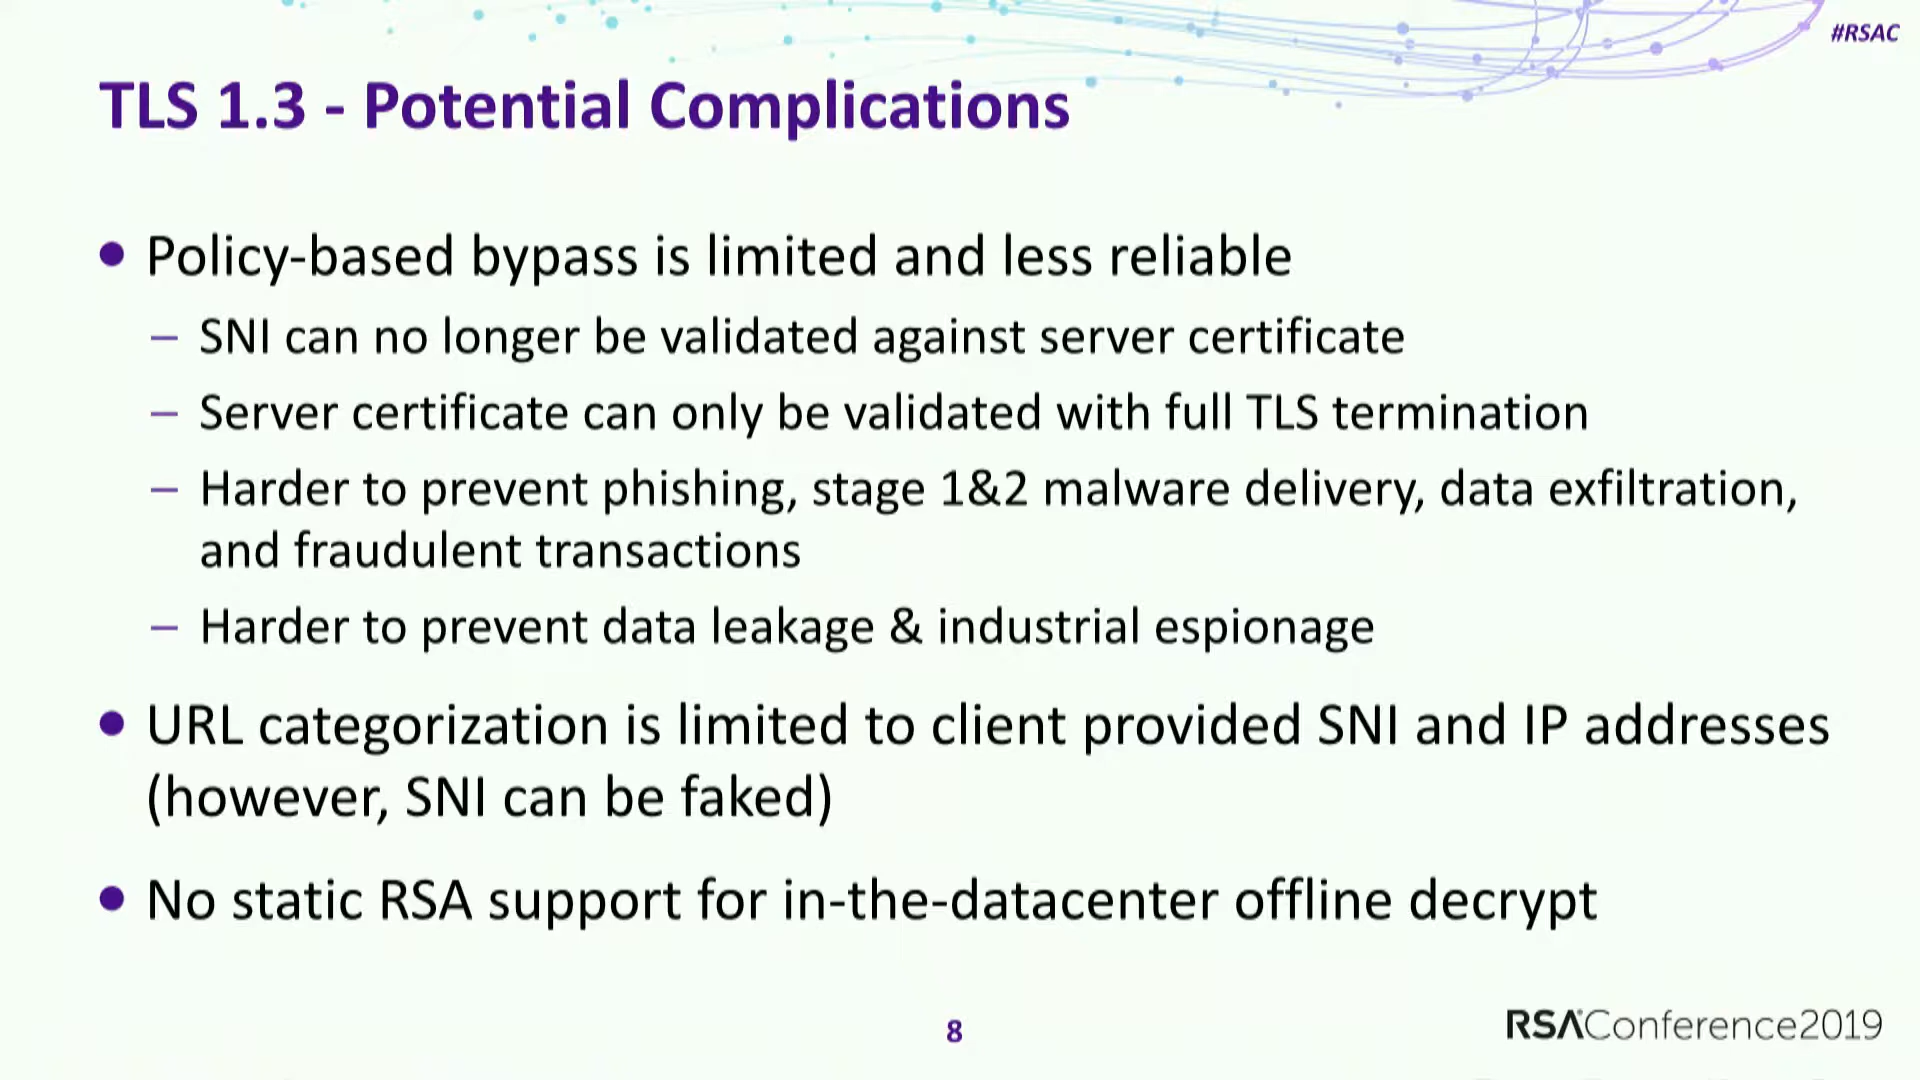 #RSAC
TLS 1.3 - Potential Complications
• Policy-based bypass is limited and less reliable
– SNI can no longer be validated against server certificate
– Server certificate can only be validated with full TLS termination
– Harder to prevent phishing, stage 1&2 malware delivery, data exfiltration,
and fraudulent transactions
– Harder to prevent data leakage & industrial espionage
• URL categorization is limited to client provided SNI and IP addresses
(however, SNI can be faked)
• No static RSA support for in-the-datacenter offline decrypt
8
RSAConference2019